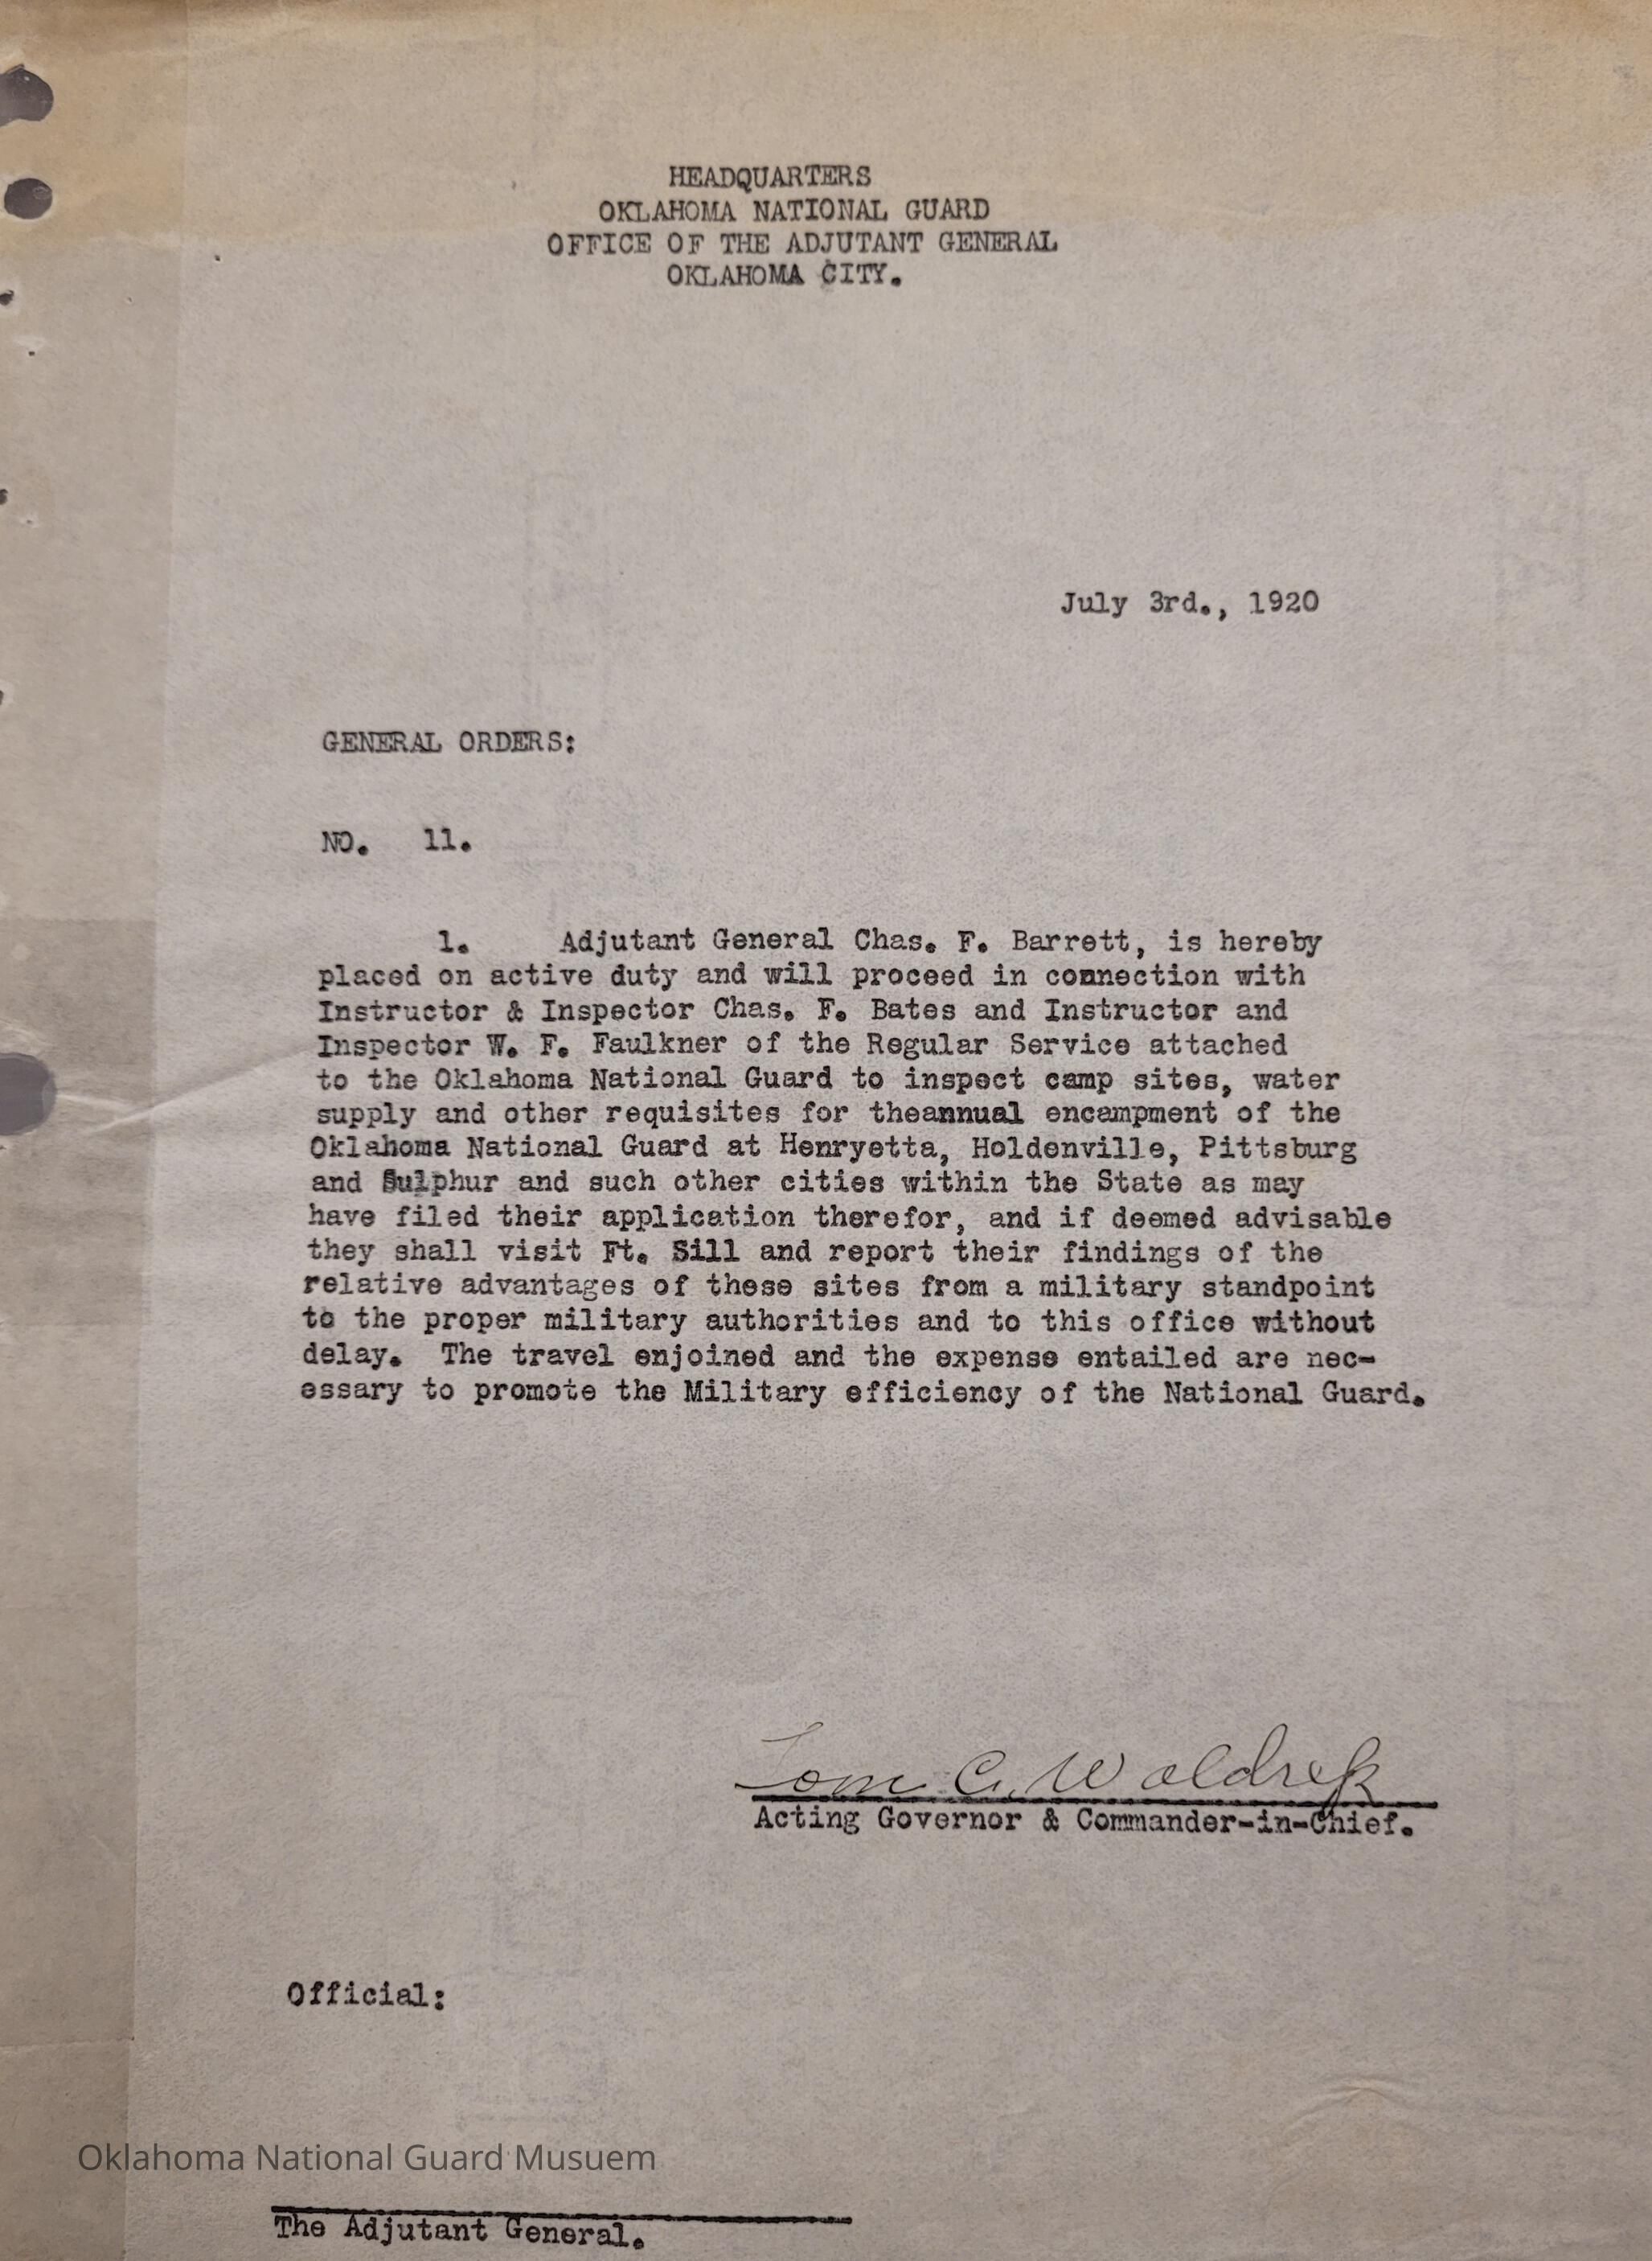 HEADQUARTERS
OKLAHOMA NATIONAL GUARD
OFFICE OF THE ADJUTANT GENERAL
OKLAHOMA CITY.
July 3rd., 1920
GENERAL ORDERS:
NO. 11.
1. Adjutant General Chas. F. Barrett, is hereby
placed on active duty and will proceed in connection with
Instructor & Inspector Chas. F. Bates and Instructor and
Inspector W. F. Faulkner of the Regular Service attached
to the Oklahoma National Guard to inspect camp sites, water
supply and other requisites for theannual encampment of the
Oklahoma National Guard at Henryetta, Holdenville, Pittsburg
and Sulphur and such other cities within the State as may
have filed their application therefor, and if deemed advisable
they shall visit Ft. Sill and report their findings of the
relative advantages of these sites from a military standpoint
to the proper military authorities and to this office without
delay. The travel enjoined and the expense entailed are nec-
essary to promote the Military efficiency of the National Guard.
Tom C. Waldrep
Acting Governor & Commander-in-Chief.
Official:
Oklahoma National Guard Musuem
The Adjutant General.